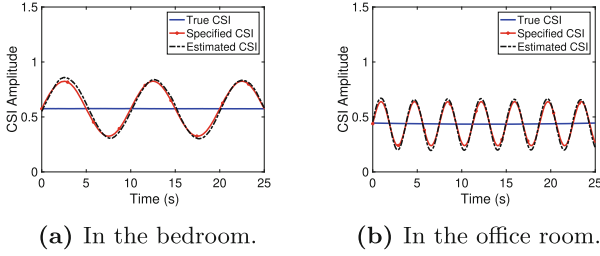 1.5
1
0.5
0
CSI Amplitude
True CSI
Specified CSI
Estimated CSI
0 5 10 15 20 25
Time (s)
(a) In the bedroom.
1.5
1
0.5
0
CSI Amplitude
True CSI
Specified CSI
Estimated CSI
0 5 10 15 20 25
Time (s)
(b) In the office room.